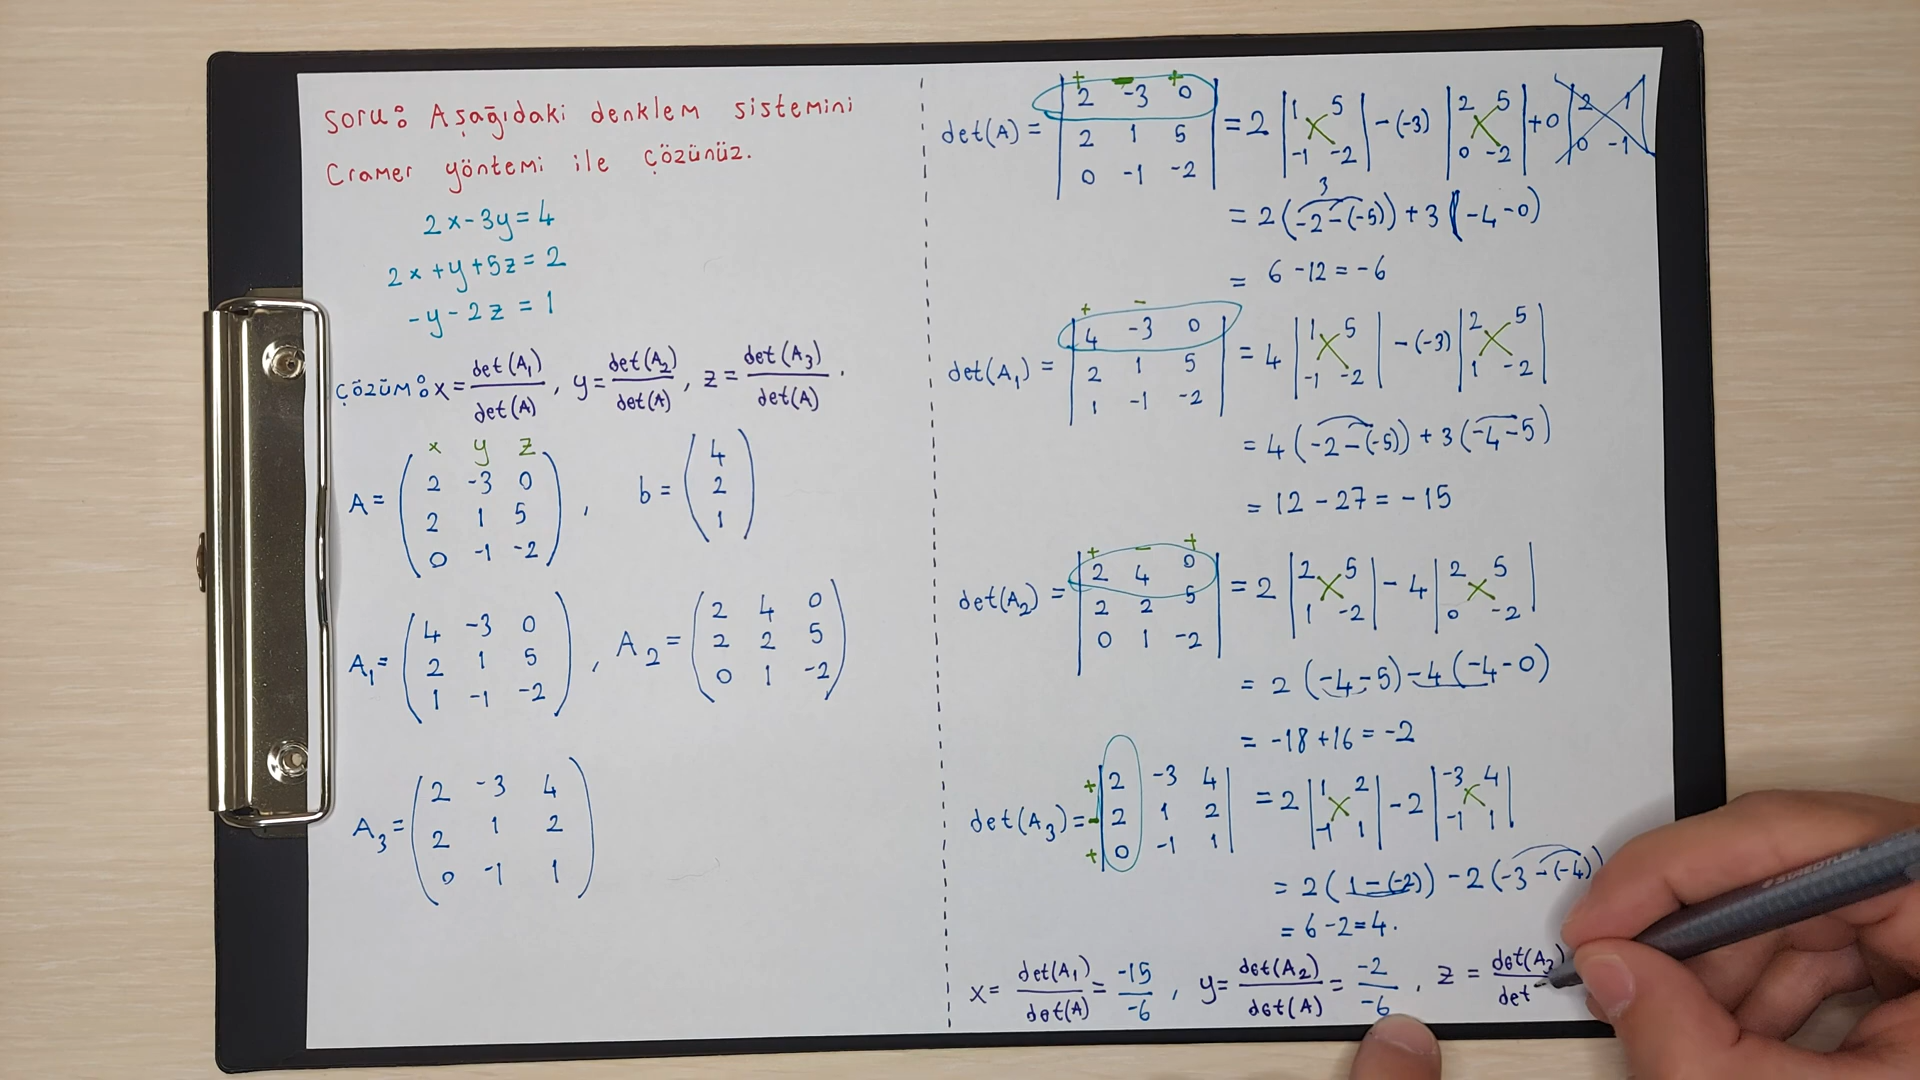 Soru: Aşağıdaki denklem sistemini
Cramer yöntemi ile çözünüz.
2x-3y=4
2x+y+5z=2
-y-2z=1
Çözüm: x= det(A₁)/det(A), y= det(A₂)/det(A), z= det(A₃)/det(A).
x y z
A= (2 -3 0
2 1 5
0 -1 -2), b= (4
2
1)
A₁= (4 -3 0
2 1 5
1 -1 -2), A₂= (2 4 0
2 2 5
0 1 -2)
A₃= (2 -3 4
2 1 2
0 -1 1)
+ - +
det(A) = |2 -3 0
2 1 5
0 -1 -2| = 2 |1 5
-1 -2| -(-3) |2 5
0 -2| +0 |2 1
0 -1|
3
= 2(-2-(-5)) + 3(-4-0)
= 6-12=-6
+ -
det(A₁) = |4 -3 0
2 1 5
1 -1 -2| = 4 |1 5
-1 -2| -(-3) |2 5
1 -2|
= 4(-2-(-5)) + 3(-4-5)
= 12-27=-15
+ - +
det(A₂) = |2 4 0
2 2 5
0 1 -2| = 2 |2 5
1 -2| - 4 |2 5
0 -2|
= 2(-4-5)-4(-4-0)
= -18+16=-2
det(A₃)= + |2 -3 4
- 2 1 2
+ 0 -1 1| = 2 |1 2
-1 1| -2 |-3 4
-1 1|
= 2(1-(-2)) -2(-3-(-4))
= 6-2=4.
x= det(A₁)/det(A) = -15/-6, y= det(A₂)/det(A) = -2/-6, z = det(A₃)/det
STAEDTLER